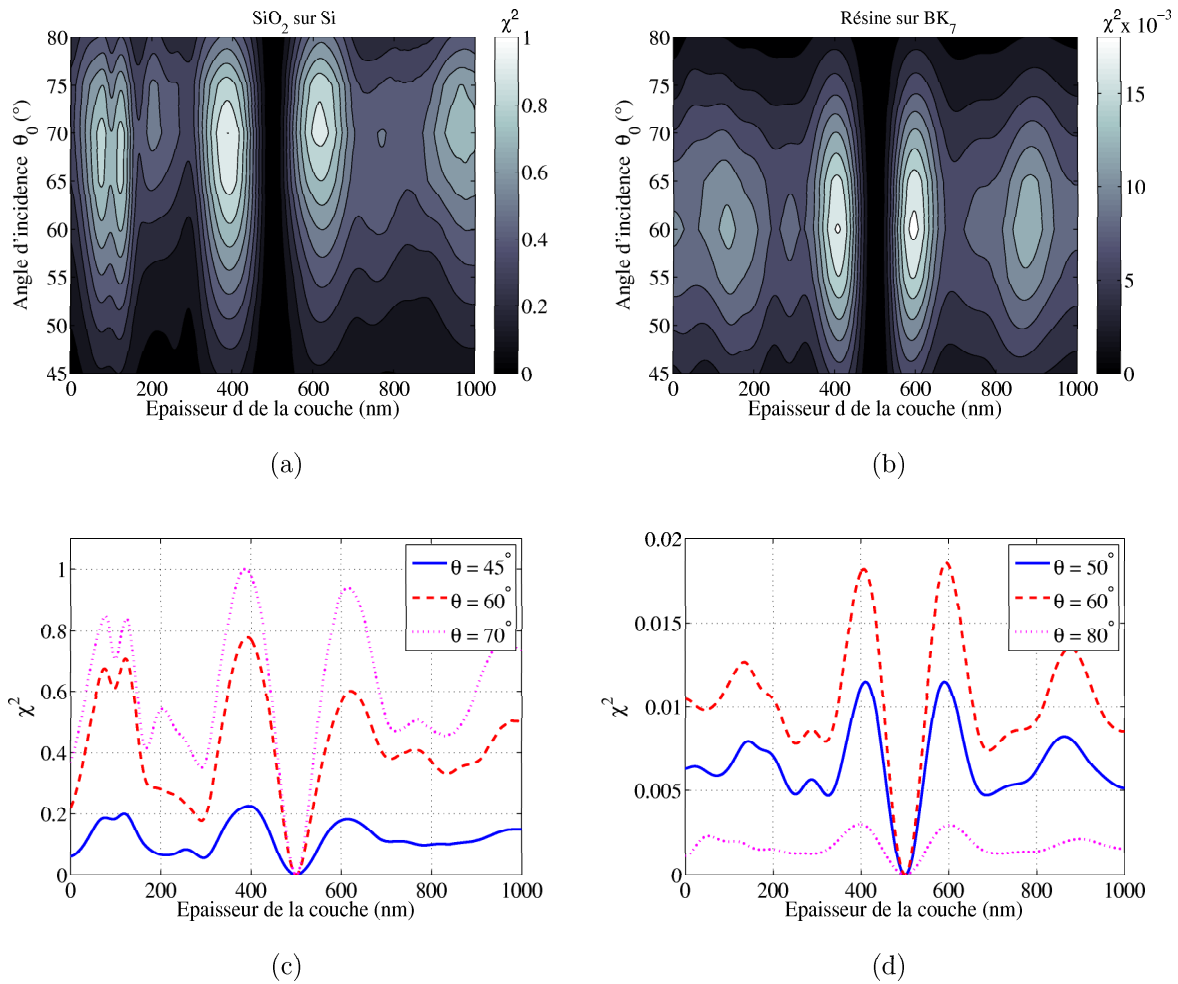 SiO₂ sur Si
χ²
80
75
70
65
60
55
50
45
Angle d'incidence θ₀ (°)
0 200 400 600 800 1000
Epaisseur d de la couche (nm)
1
0.8
0.6
0.4
0.2
0
(a)
Résine sur BK₇
χ² x 10⁻³
80
75
70
65
60
55
50
45
Angle d'incidence θ₀ (°)
0 200 400 600 800 1000
Epaisseur d de la couche (nm)
15
10
5
0
(b)
1
0.8
0.6
0.4
0.2
0
χ²
θ = 45°
θ = 60°
θ = 70°
0 200 400 600 800 1000
Epaisseur de la couche (nm)
(c)
0.02
0.015
0.01
0.005
0
χ²
θ = 50°
θ = 60°
θ = 80°
0 200 400 600 800 1000
Epaisseur de la couche (nm)
(d)